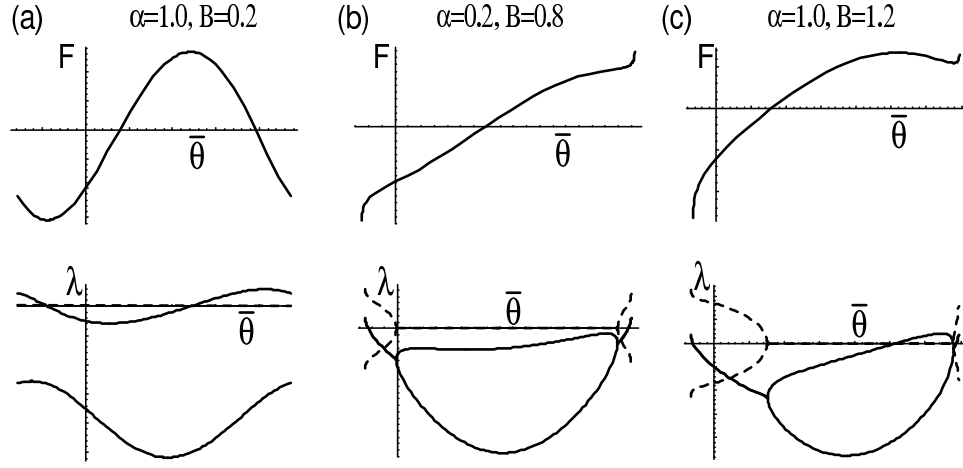 (a) α=1.0, B=0.2
F
θ̄
λ
θ̄
(b) α=0.2, B=0.8
F
θ̄
λ
θ̄
(c) α=1.0, B=1.2
F
θ̄
λ
θ̄